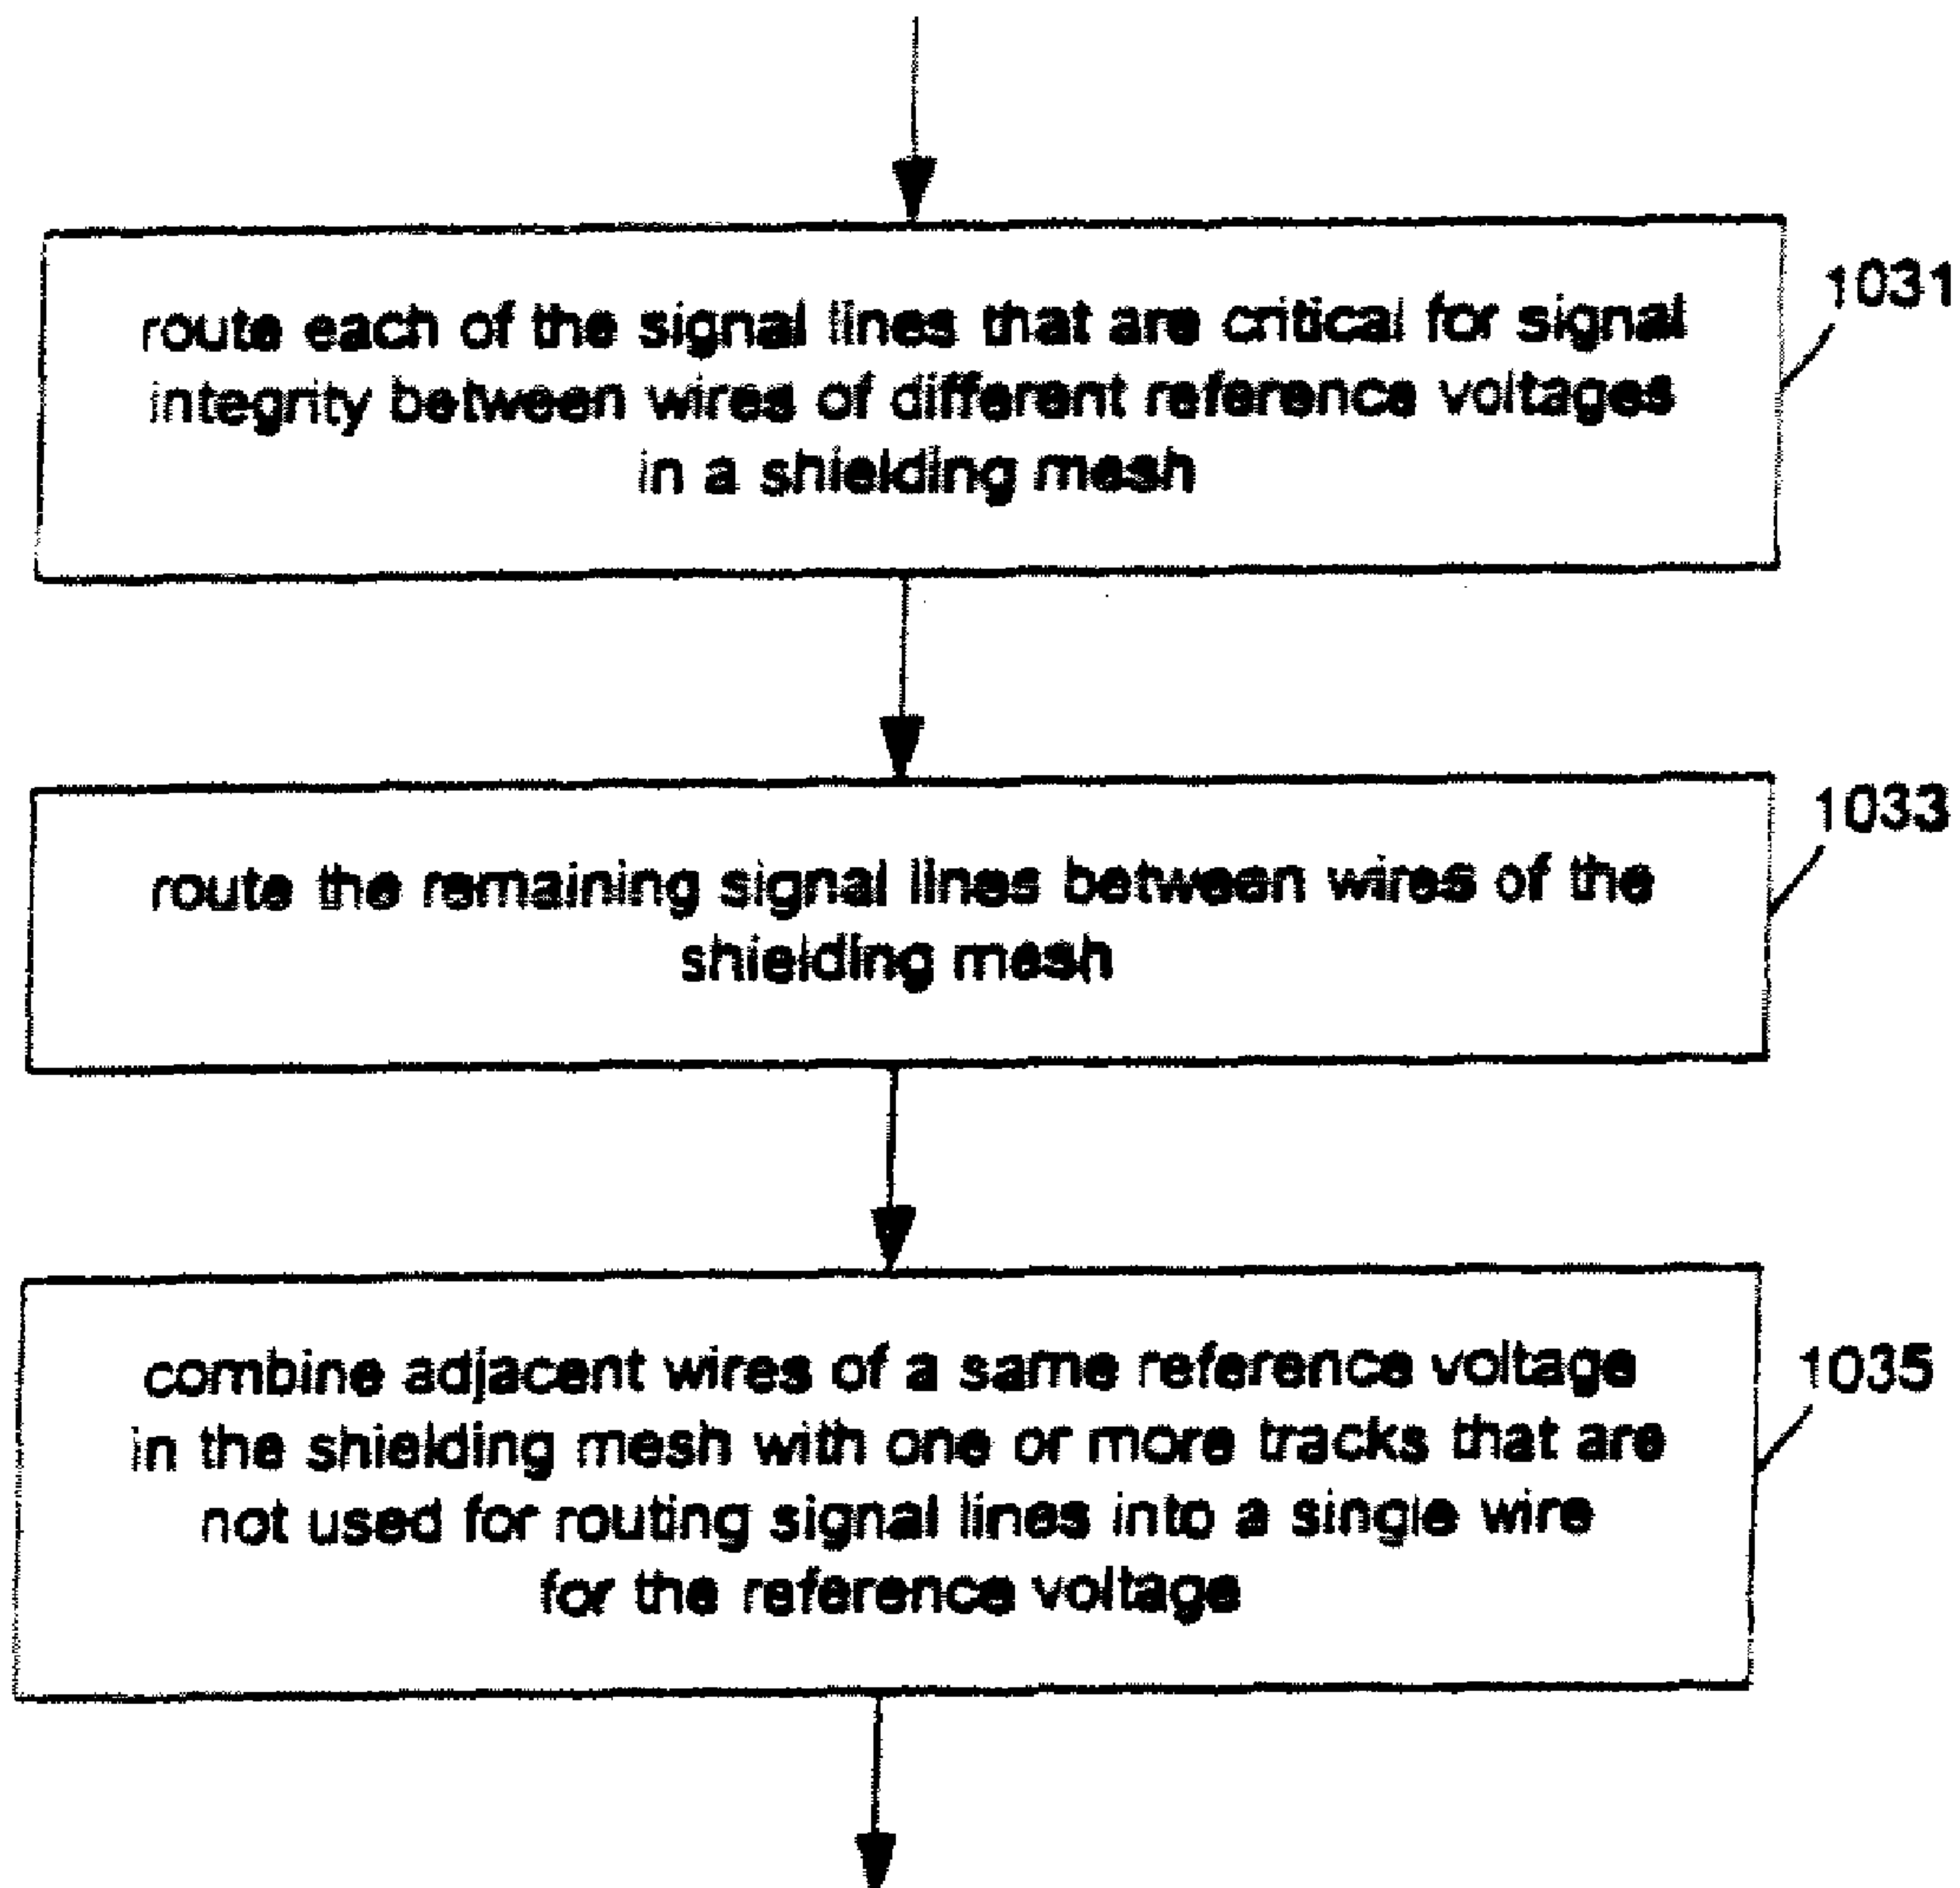 route each of the signal lines that are critical for signal
integrity between wires of different reference voltages
in a shielding mesh
1031
route the remaining signal lines between wires of the
shielding mesh
1033
combine adjacent wires of a same reference voltage
in the shielding mesh with one or more tracks that are
not used for routing signal lines into a single wire
for the reference voltage
1035